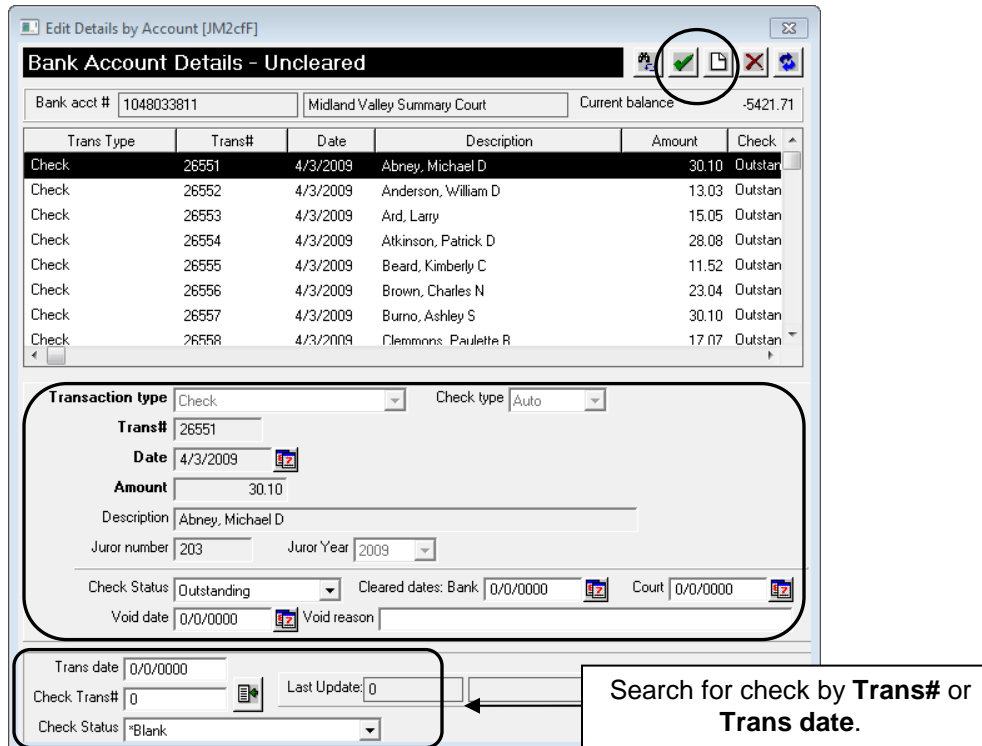 Edit Details by Account [JM2cfF]
Bank Account Details - Uncleared
Bank acct # 1048033811 Midland Valley Summary Court Current balance -5421.71
Trans Type Trans# Date Description Amount Check
Check 26551 4/3/2009 Abney, Michael D 30.10 Outstan
Check 26552 4/3/2009 Anderson, William D 13.03 Outstan
Check 26553 4/3/2009 Ard, Larry 15.05 Outstan
Check 26554 4/3/2009 Atkinson, Patrick D 28.08 Outstan
Check 26555 4/3/2009 Beard, Kimberly C 11.52 Outstan
Check 26556 4/3/2009 Brown, Charles N 23.04 Outstan
Check 26557 4/3/2009 Burno, Ashley S 30.10 Outstan
Check 26558 4/3/2009 Clemmons, Paulette B 17.07 Outstan
Transaction type Check Check type Auto
Trans# 26551
Date 4/3/2009
Amount 30.10
Description Abney, Michael D
Juror number 203 Juror Year 2009
Check Status Outstanding Cleared dates: Bank 0/0/0000 Court 0/0/0000
Void date 0/0/0000 Void reason
Trans date 0/0/0000
Check Trans# 0 Last Update: 0
Check Status *Blank
Search for check by Trans# or
Trans date.